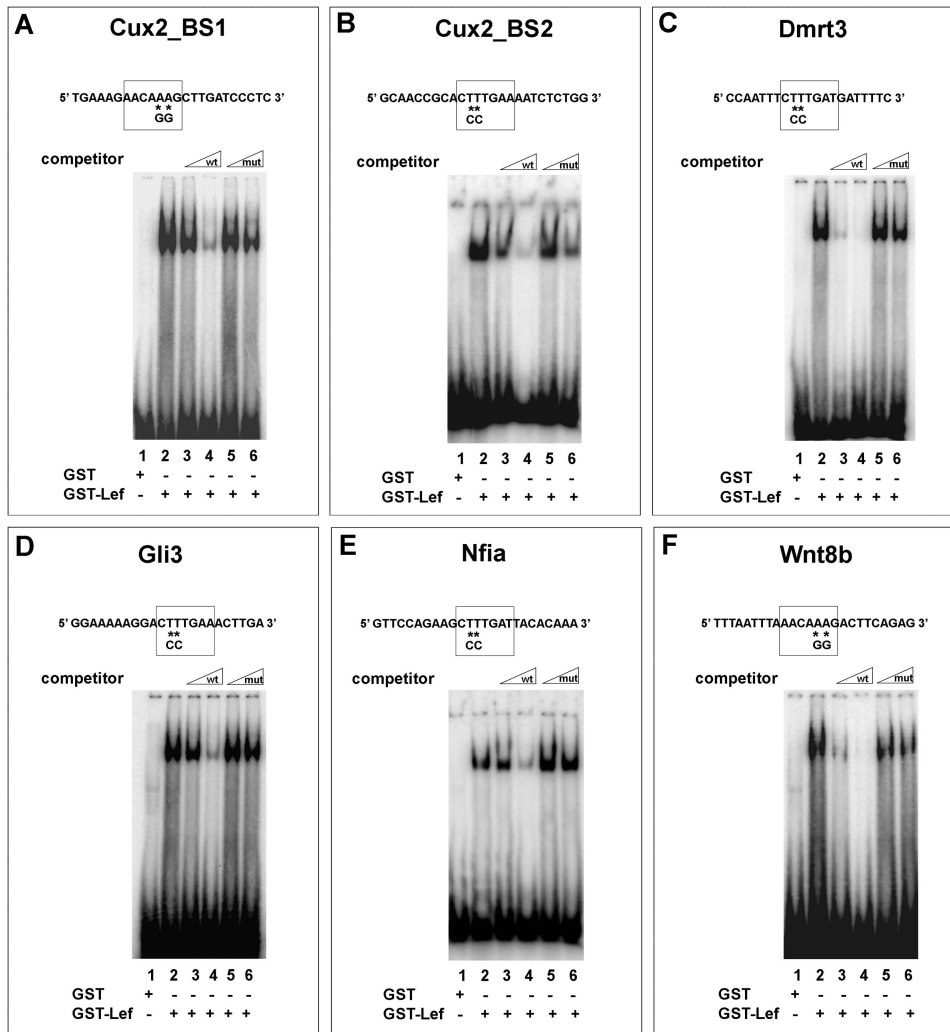 A
Cux2_BS1
5' TGAAAGAACAAAGCTTGATCCCTC 3'
* *
GG
competitor
wt
mut
1 2 3 4 5 6
GST + - - - - -
GST-Lef - + + + + +
B
Cux2_BS2
5' GCAACCGCACTTTGAAAATCTCTGG 3'
**
CC
competitor
wt
mut
1 2 3 4 5 6
GST + - - - - -
GST-Lef - + + + + +
C
Dmrt3
5' CCAATTTCTTTGATGATTTTC 3'
**
CC
competitor
wt
mut
1 2 3 4 5 6
GST + - - - - -
GST-Lef - + + + + +
D
Gli3
5' GGAAAAAGGACTTTGAAACTTGA 3'
**
CC
competitor
wt
mut
1 2 3 4 5 6
GST + - - - - -
GST-Lef - + + + + +
E
Nfia
5' GTTCCAGAAGCTTTGATTACACAAA 3'
**
CC
competitor
wt
mut
1 2 3 4 5 6
GST + - - - - -
GST-Lef - + + + + +
F
Wnt8b
5' TTTAATTTAAACAAAGACTTCAGAG 3'
* *
GG
competitor
wt
mut
1 2 3 4 5 6
GST + - - - - -
GST-Lef - + + + + +